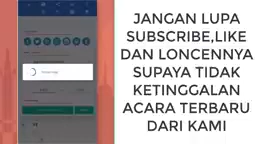 JANGAN LUPA
SUBSCRIBE,LIKE
DAN LONCENNYA
SUPAYA TIDAK
KETINGGALAN
ACARA TERBARU
DARI KAMI